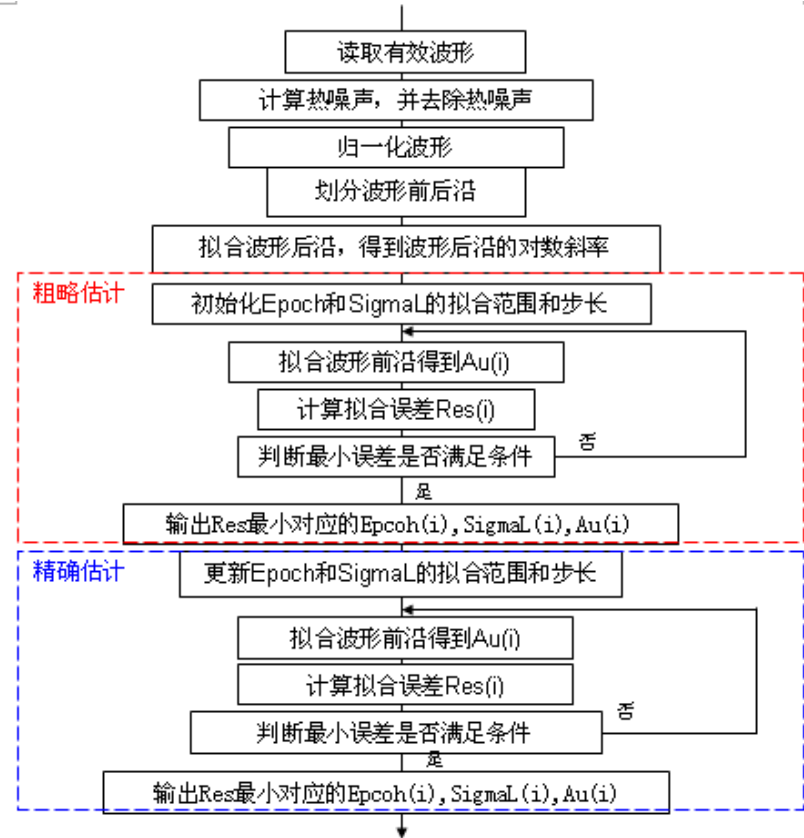 读取有效波形
计算热噪声，并去除热噪声
归一化波形
划分波形前后沿
拟合波形后沿，得到波形后沿的对数斜率
粗略估计
初始化Epoch和SigmaL的拟合范围和步长
拟合波形前沿得到Au(i)
计算拟合误差Res(i)
判断最小误差是否满足条件
否
是
输出Res最小对应的Epcoh(i),SigmaL(i),Au(i)
精确估计
更新Epoch和SigmaL的拟合范围和步长
拟合波形前沿得到Au(i)
计算拟合误差Res(i)
判断最小误差是否满足条件
否
是
输出Res最小对应的Epcoh(i),SigmaL(i),Au(i)